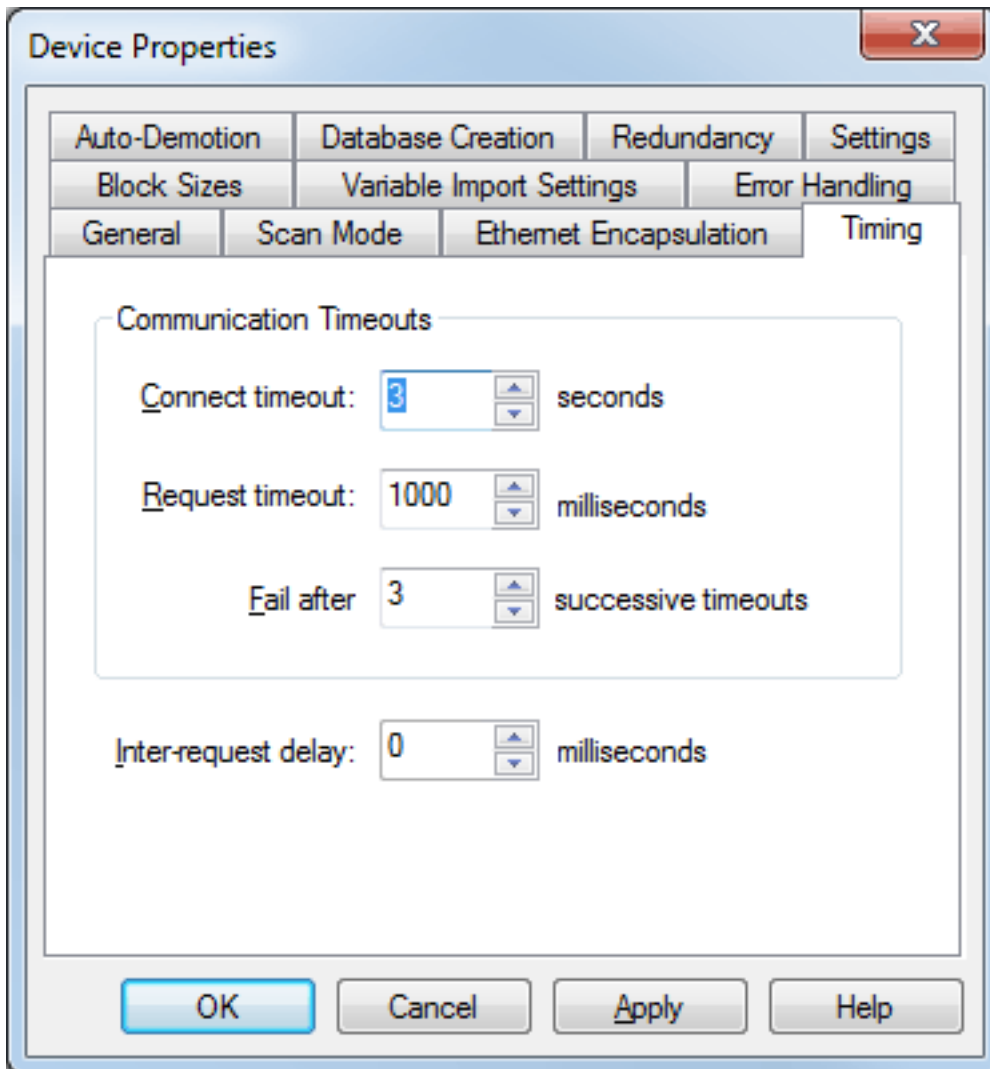 Device Properties
Auto-Demotion Database Creation Redundancy Settings
Block Sizes Variable Import Settings Error Handling
General Scan Mode Ethernet Encapsulation Timing
Communication Timeouts
Connect timeout: 3 seconds
Request timeout: 1000 milliseconds
Fail after 3 successive timeouts
Inter-request delay: 0 milliseconds
OK Cancel Apply Help